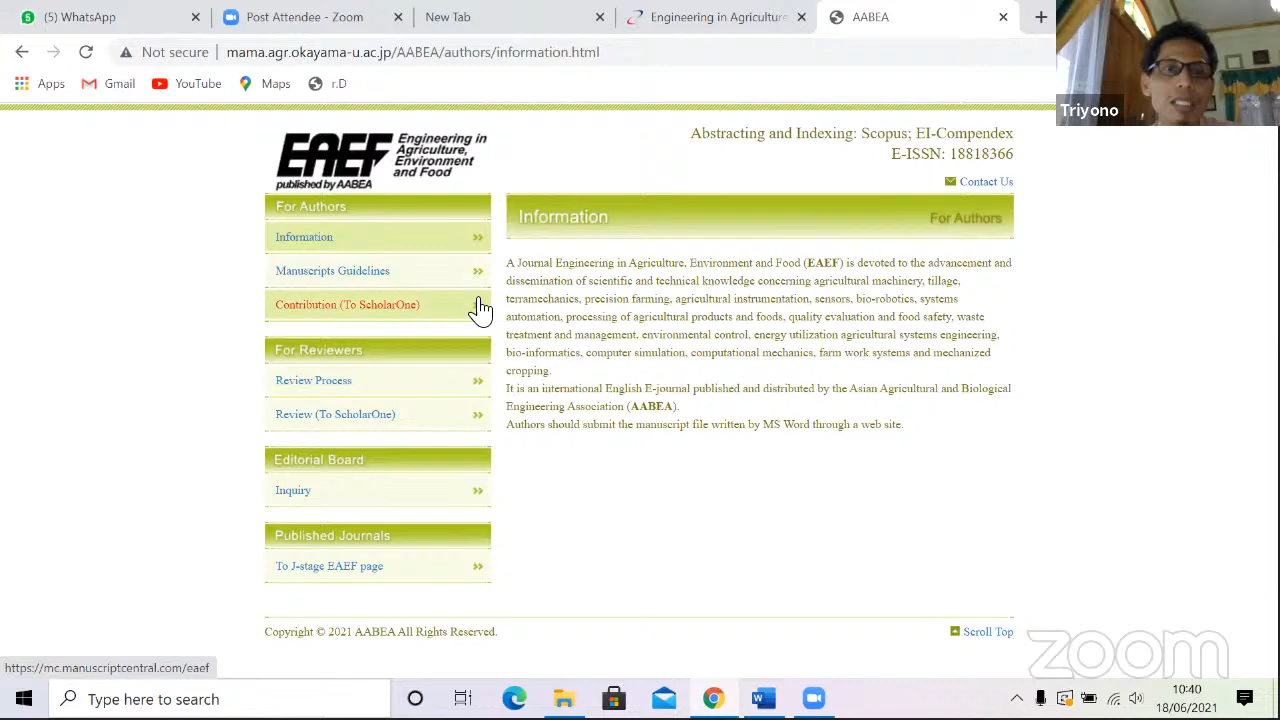 (5) WhatsApp
Post Attendee - Zoom
New Tab
Engineering in Agriculture
AABEA
Not secure
mama.agr.okayama-u.ac.jp/AABEA/authors/information.html
Apps
Gmail
YouTube
Maps
r.D
Triyono
EAEF
Engineering in
Agriculture,
Environment
and Food
published by AABEA
Abstracting and Indexing: Scopus; EI-Compendex
E-ISSN: 18818366
Contact Us
For Authors
Information
Manuscripts Guidelines
Contribution (To ScholarOne)
For Reviewers
Review Process
Review (To ScholarOne)
Editorial Board
Inquiry
Published Journals
To J-stage EAEF page
Information
For Authors
A Journal Engineering in Agriculture, Environment and Food (EAEF) is devoted to the advancement and
dissemination of scientific and technical knowledge concerning agricultural machinery, tillage,
terramechanics, precision farming, agricultural instrumentation, sensors, bio-robotics, systems
automation, processing of agricultural products and foods, quality evaluation and food safety, waste
treatment and management, environmental control, energy utilization agricultural systems engineering,
bio-informatics, computer simulation, computational mechanics, farm work systems and mechanized
cropping.
It is an international English E-journal published and distributed by the Asian Agricultural and Biological
Engineering Association (AABEA).
Authors should submit the manuscript file written by MS Word through a web site.
Copyright © 2021 AABEA All Rights Reserved.
Scroll Top
zoom
https://mc.manuscriptcentral.com/eaef
Type here to search
10:40
18/06/2021